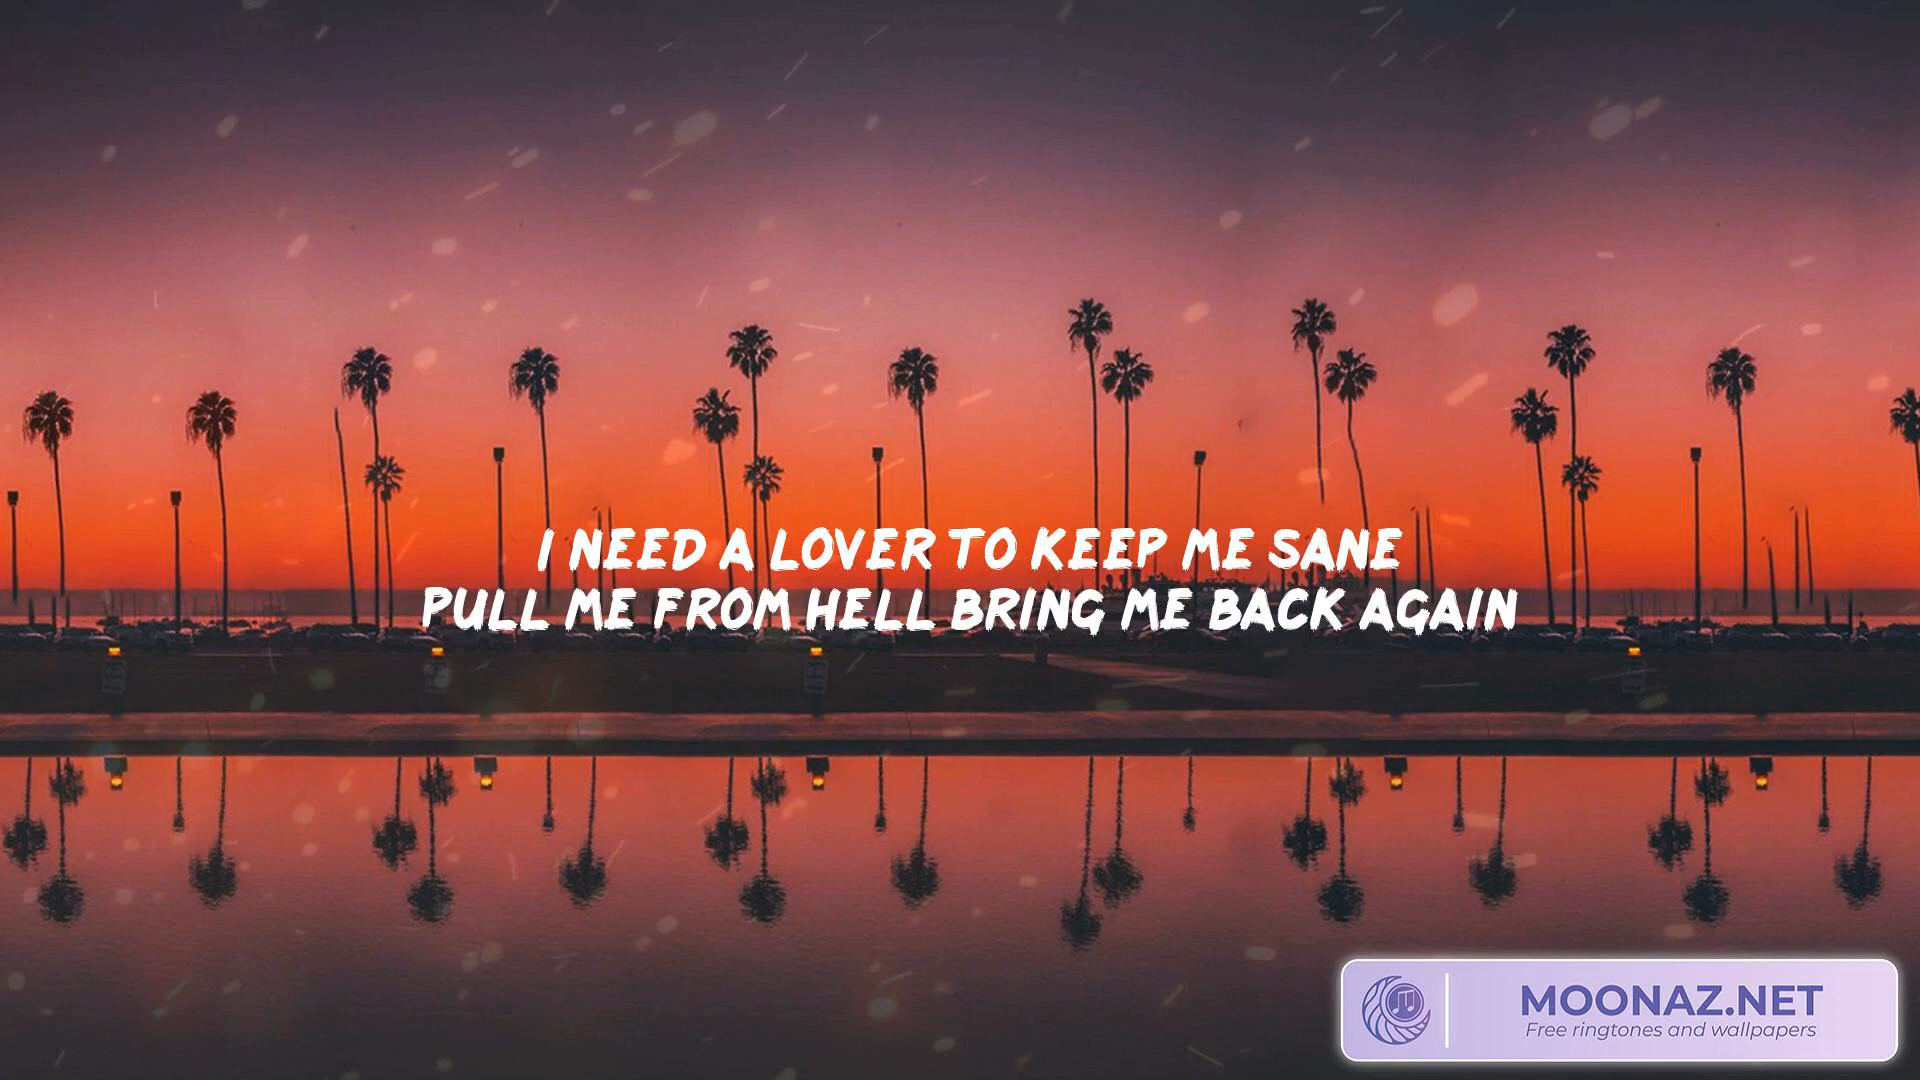 I NEED A LOVER TO KEEP ME SANE
PULL ME FROM HELL BRING ME BACK AGAIN
MOONAZ.NET
Free ringtones and wallpapers